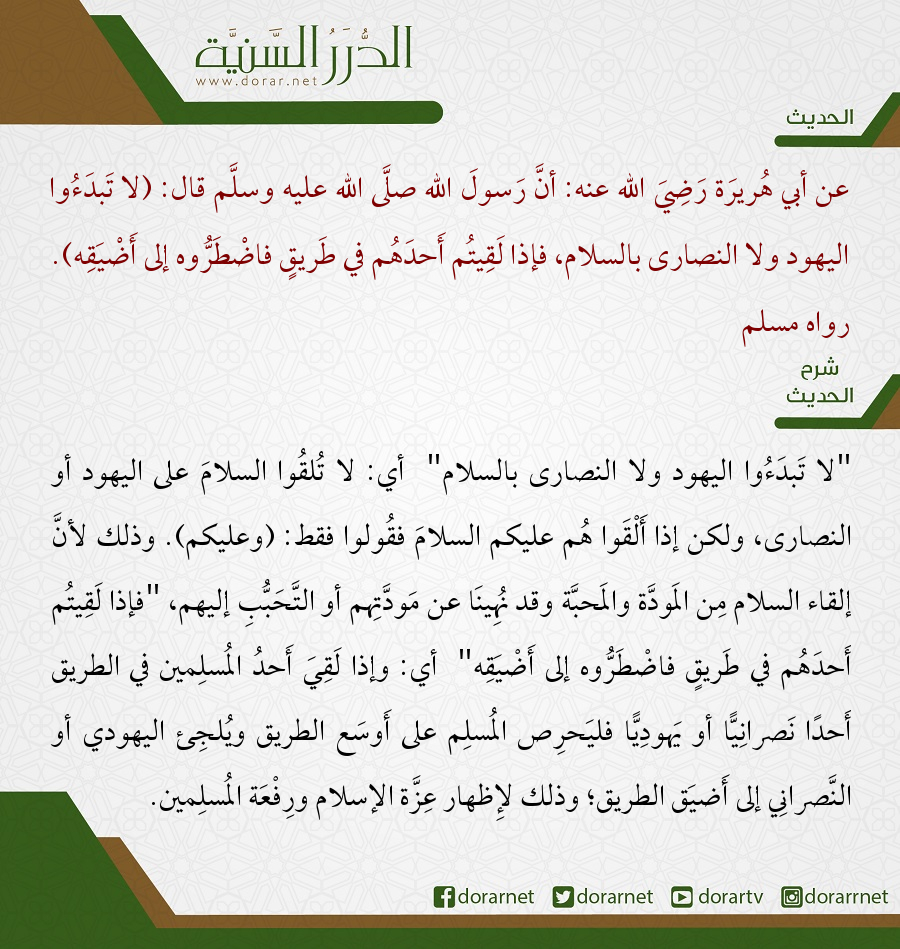 الدُّرَرُ السَّنيَّة
www.dorar.net
الحديث
عن أبي هُريرَة رَضِيَ الله عنه: أنَّ رَسولَ الله صلَّى الله عليه وسلَّم قال: (لا تَبدَءُوا
اليهود ولا النصارى بالسلام، فإذا لَقِيتُم أَحدَهُم في طَريقٍ فاضْطَرُّوه إلى أَضْيَقِه).
رواه مسلم
شرح
الحديث
"لا تَبدَءُوا اليهود ولا النصارى بالسلام" أي: لا تُلقُوا السلامَ على اليهود أو
النصارى، ولكن إذا أَلْقَوا هُم عليكم السلامَ فقُولوا فقط: (وعليكم). وذلك لأنَّ
إلقاء السلام مِن المَودَّة والمَحبَّة وقد نُهِينَا عن مَودَّتِهم أو التَّحَبُّبِ إليهم، "فإذا لَقِيتُم
أَحدَهُم في طَريقٍ فاضْطَرُّوه إلى أَضْيَقِه" أي: وإذا لَقِيَ أَحدُ المُسلِمين في الطريق
أَحدًا نَصرانِيًّا أو يَهودِيًّا فليَحرِص المُسلِم على أَوسَع الطريق ويُلجِئ اليهودي أو
النَّصرانِي إلى أَضيَق الطريق؛ وذلك لإِظهار عِزَّة الإسلام ورِفْعَة المُسلِمين.
dorarnet dorarnet dorartv dorarrnet